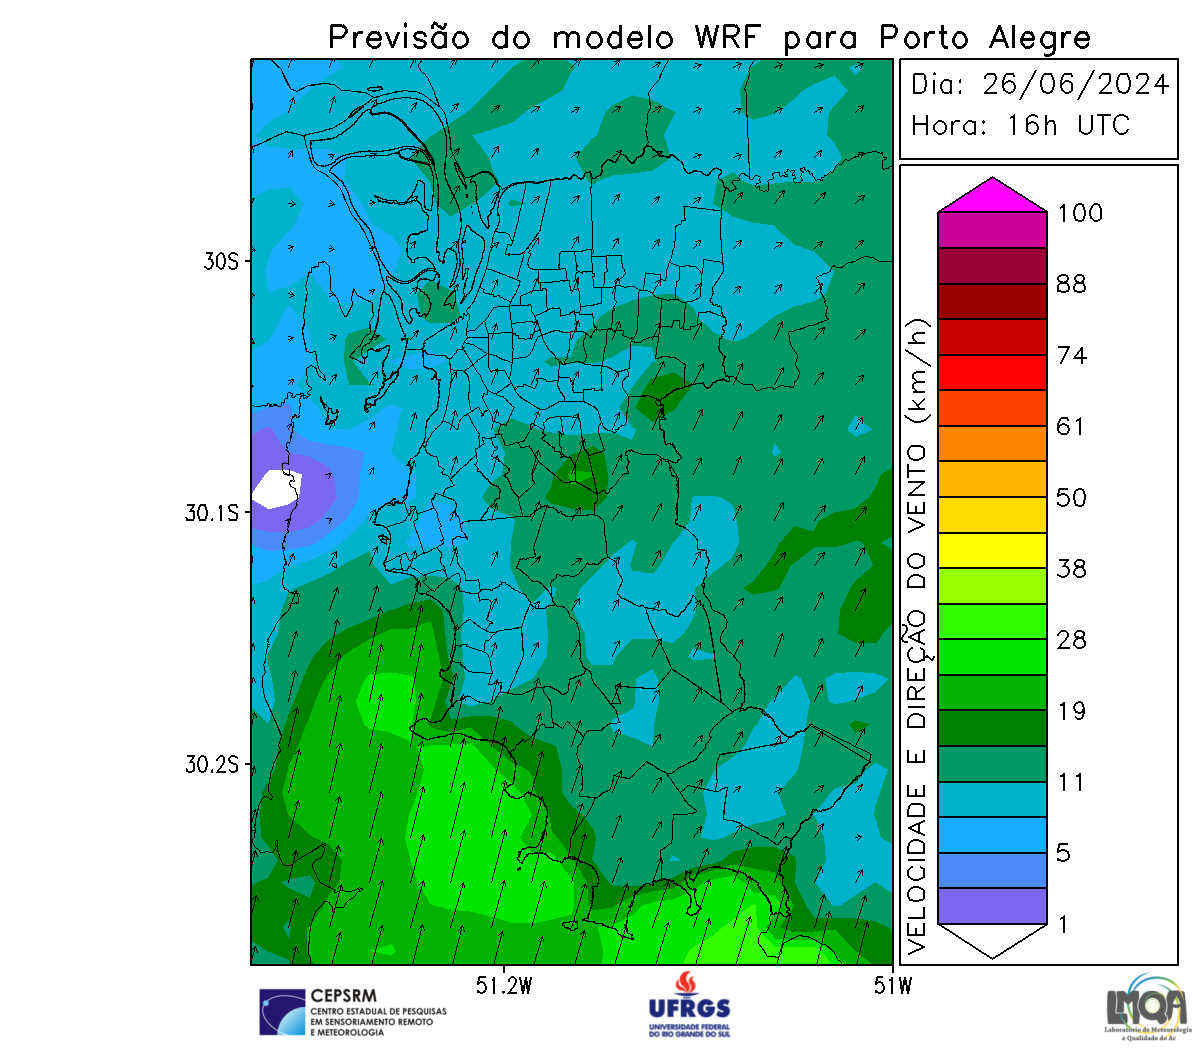 Previsão do modelo WRF para Porto Alegre
Dia: 26/06/2024
Hora: 16h UTC
100
88
74
61
50
38
28
19
11
5
1
VELOCIDADE E DIREÇÃO DO VENTO (km/h)
30S
30.1S
30.2S
51.2W
51W
CEPSRM
CENTRO ESTADUAL DE PESQUISAS
EM SENSORIAMENTO REMOTO
E METEOROLOGIA
UFRGS
UNIVERSIDADE FEDERAL
DO RIO GRANDE DO SUL
LMQA
Laboratório de Meteorologia
e Qualidade do Ar